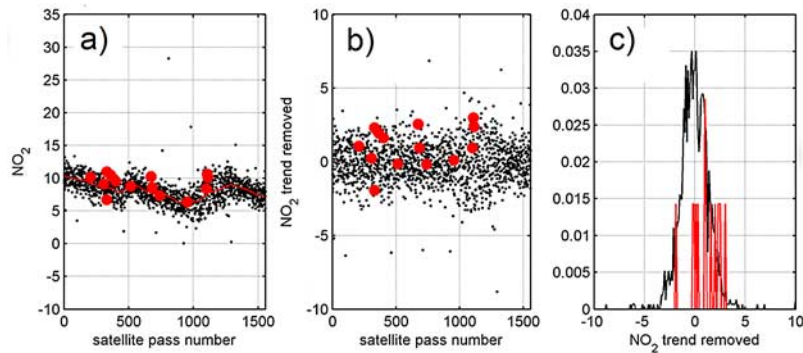 a)
35
30
25
20
15
10
5
0
-5
-10
NO2
0 500 1000 1500
satellite pass number
b)
10
5
0
-5
-10
NO2 trend removed
0 500 1000 1500
satellite pass number
c)
0.04
0.035
0.03
0.025
0.02
0.015
0.01
0.005
0
-10 -5 0 5 10
NO2 trend removed